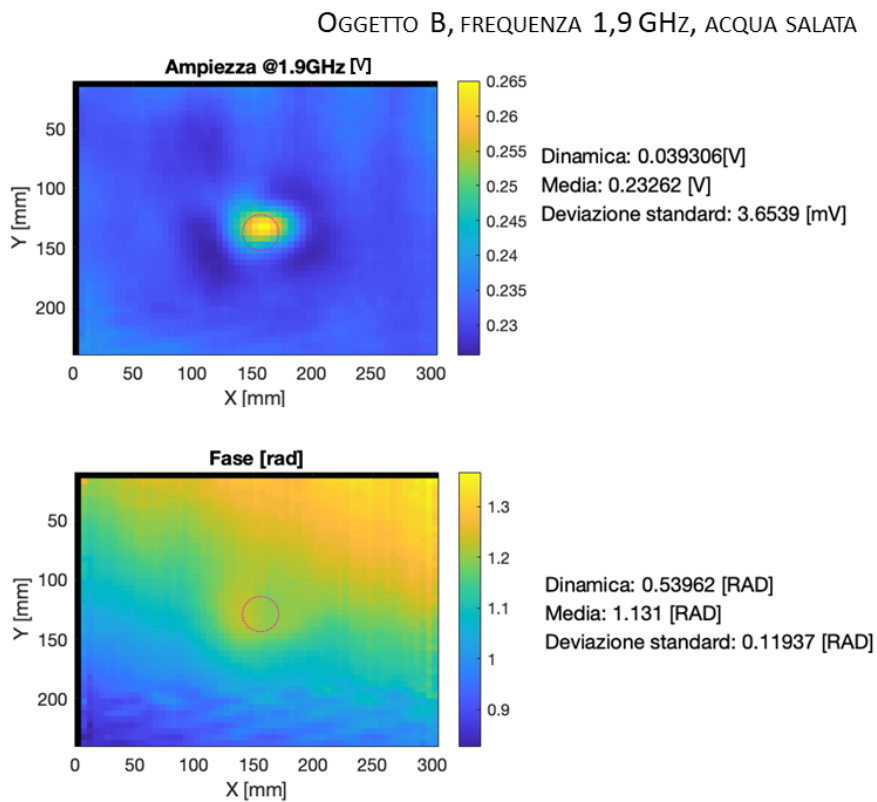 OGGETTO B, FREQUENZA 1,9 GHZ, ACQUA SALATA
Ampiezza @1.9GHz [V]
0.265
0.26
0.255
0.25
0.245
0.24
0.235
0.23
50
100
150
200
Y [mm]
0 50 100 150 200 250 300
X [mm]
Dinamica: 0.039306[V]
Media: 0.23262 [V]
Deviazione standard: 3.6539 [mV]
Fase [rad]
1.3
1.2
1.1
1
0.9
50
100
150
200
Y [mm]
0 50 100 150 200 250 300
X [mm]
Dinamica: 0.53962 [RAD]
Media: 1.131 [RAD]
Deviazione standard: 0.11937 [RAD]